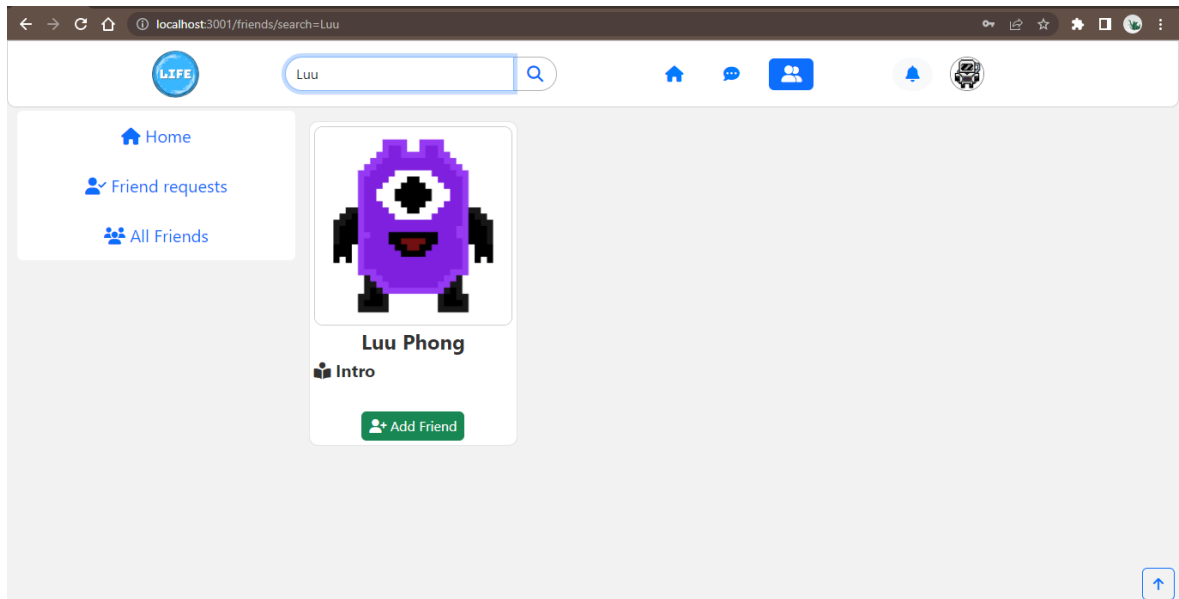 localhost:3001/friends/search=Luu
LIFE
Luu
Home
Friend requests
All Friends
Luu Phong
Intro
Add Friend